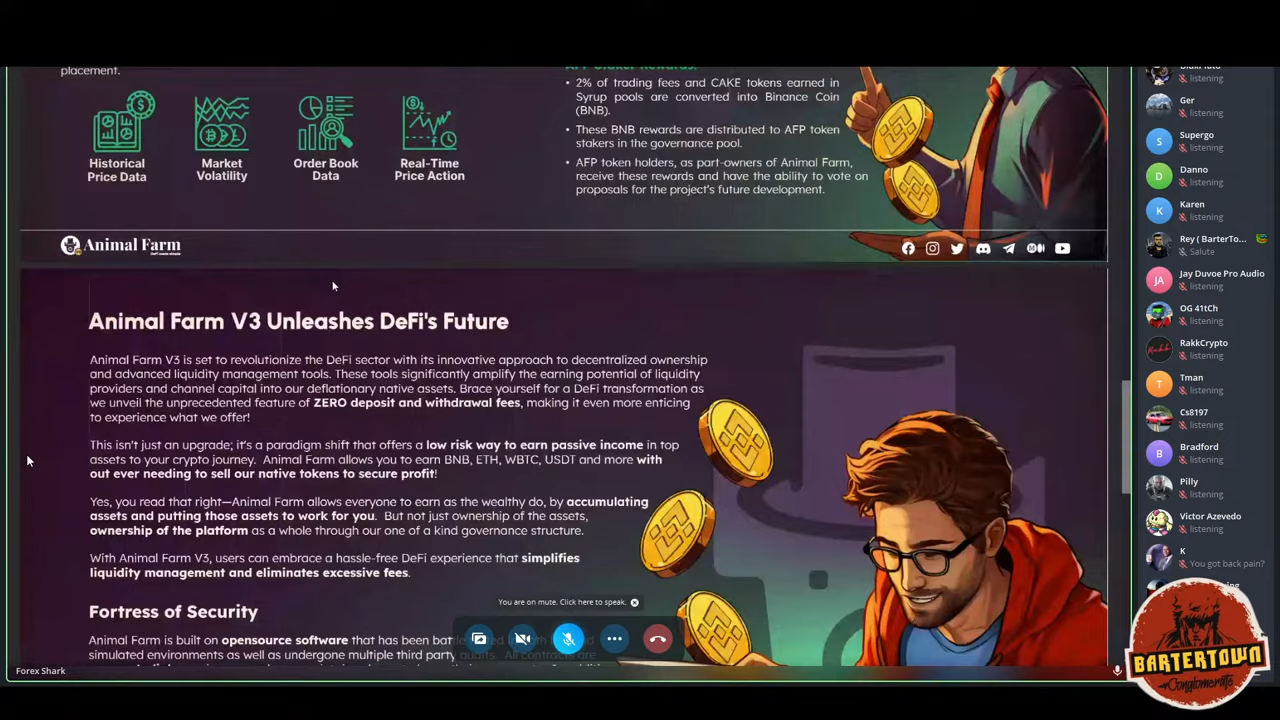 placement.
Historical
Price Data
Market
Volatility
Order Book
Data
Real-Time
Price Action
AFP Staker Rewards:
• 2% of trading fees and CAKE tokens earned in
Syrup pools are converted into Binance Coin
(BNB).
• These BNB rewards are distributed to AFP token
stakers in the governance pool.
• AFP token holders, as part-owners of Animal Farm,
receive these rewards and have the ability to vote on
proposals for the project's future development.
Animal Farm
DeFi made simple
Animal Farm V3 Unleashes DeFi's Future
Animal Farm V3 is set to revolutionize the DeFi sector with its innovative approach to decentralized ownership
and advanced liquidity management tools. These tools significantly amplify the earning potential of liquidity
providers and channel capital into our deflationary native assets. Brace yourself for a DeFi transformation as
we unveil the unprecedented feature of ZERO deposit and withdrawal fees, making it even more enticing
to experience what we offer!
This isn't just an upgrade; it's a paradigm shift that offers a low risk way to earn passive income in top
assets to your crypto journey. Animal Farm allows you to earn BNB, ETH, WBTC, USDT and more with
out ever needing to sell our native tokens to secure profit!
Yes, you read that right—Animal Farm allows everyone to earn as the wealthy do, by accumulating
assets and putting those assets to work for you. But not just ownership of the assets,
ownership of the platform as a whole through our one of a kind governance structure.
With Animal Farm V3, users can embrace a hassle-free DeFi experience that simplifies
liquidity management and eliminates excessive fees.
Fortress of Security
Animal Farm is built on opensource software that has been
simulated environments as well as undergone multiple third party audits. All contracts are
You are on mute. Click here to speak.
Forex Shark
listening
Ger
listening
S
Supergo
listening
D
Danno
listening
K
Karen
listening
Rey ( BarterTo...
Salute
JA
Jay Duvoe Pro Audio
listening
OG 41tCh
listening
RakkCrypto
listening
T
Tman
listening
Cs8197
listening
B
Bradford
listening
Pilly
listening
Victor Azevedo
listening
K
You got back pain?
BARTERTOWN
Conglomerate